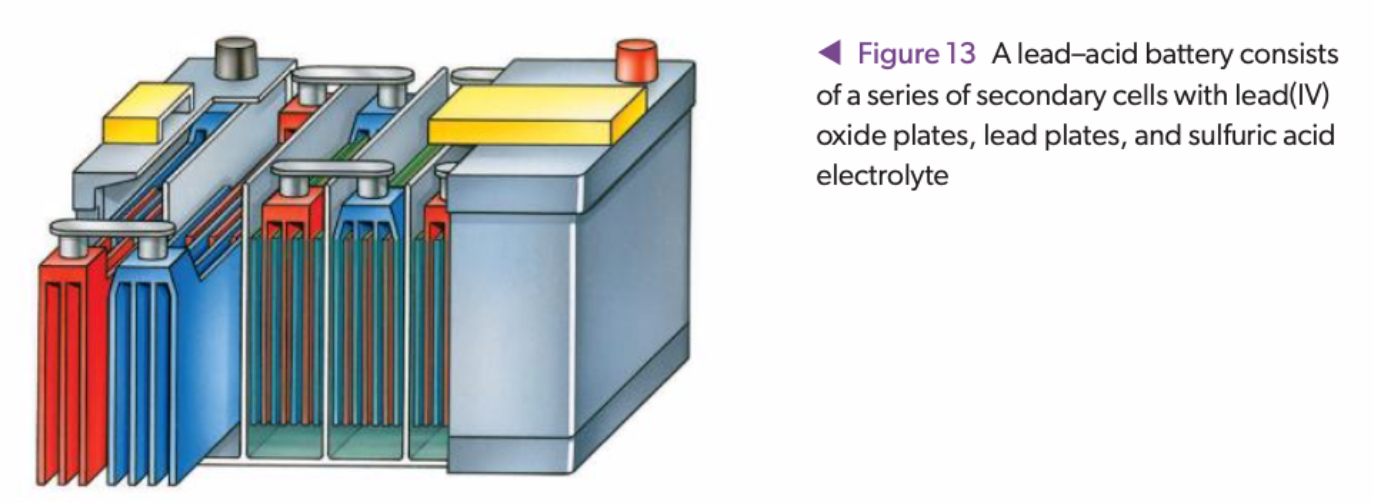 ◀ Figure 13 A lead–acid battery consists
of a series of secondary cells with lead(IV)
oxide plates, lead plates, and sulfuric acid
electrolyte